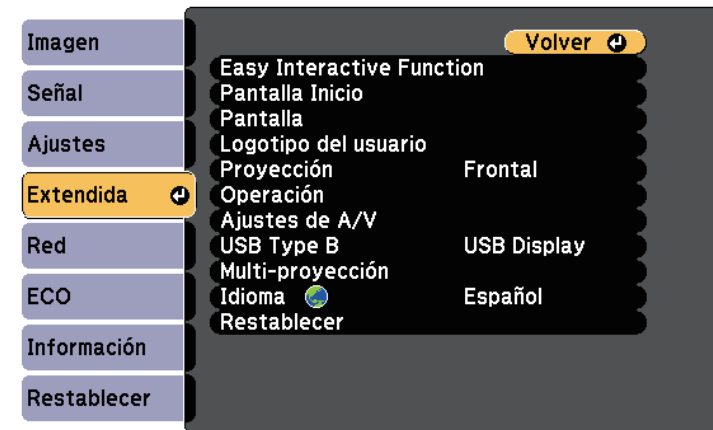 Imagen
Señal
Ajustes
Extendida
Red
ECO
Información
Restablecer
Volver
Easy Interactive Function
Pantalla Inicio
Pantalla
Logotipo del usuario
Proyección Frontal
Operación
Ajustes de A/V
USB Type B USB Display
Multi-proyección
Idioma Español
Restablecer